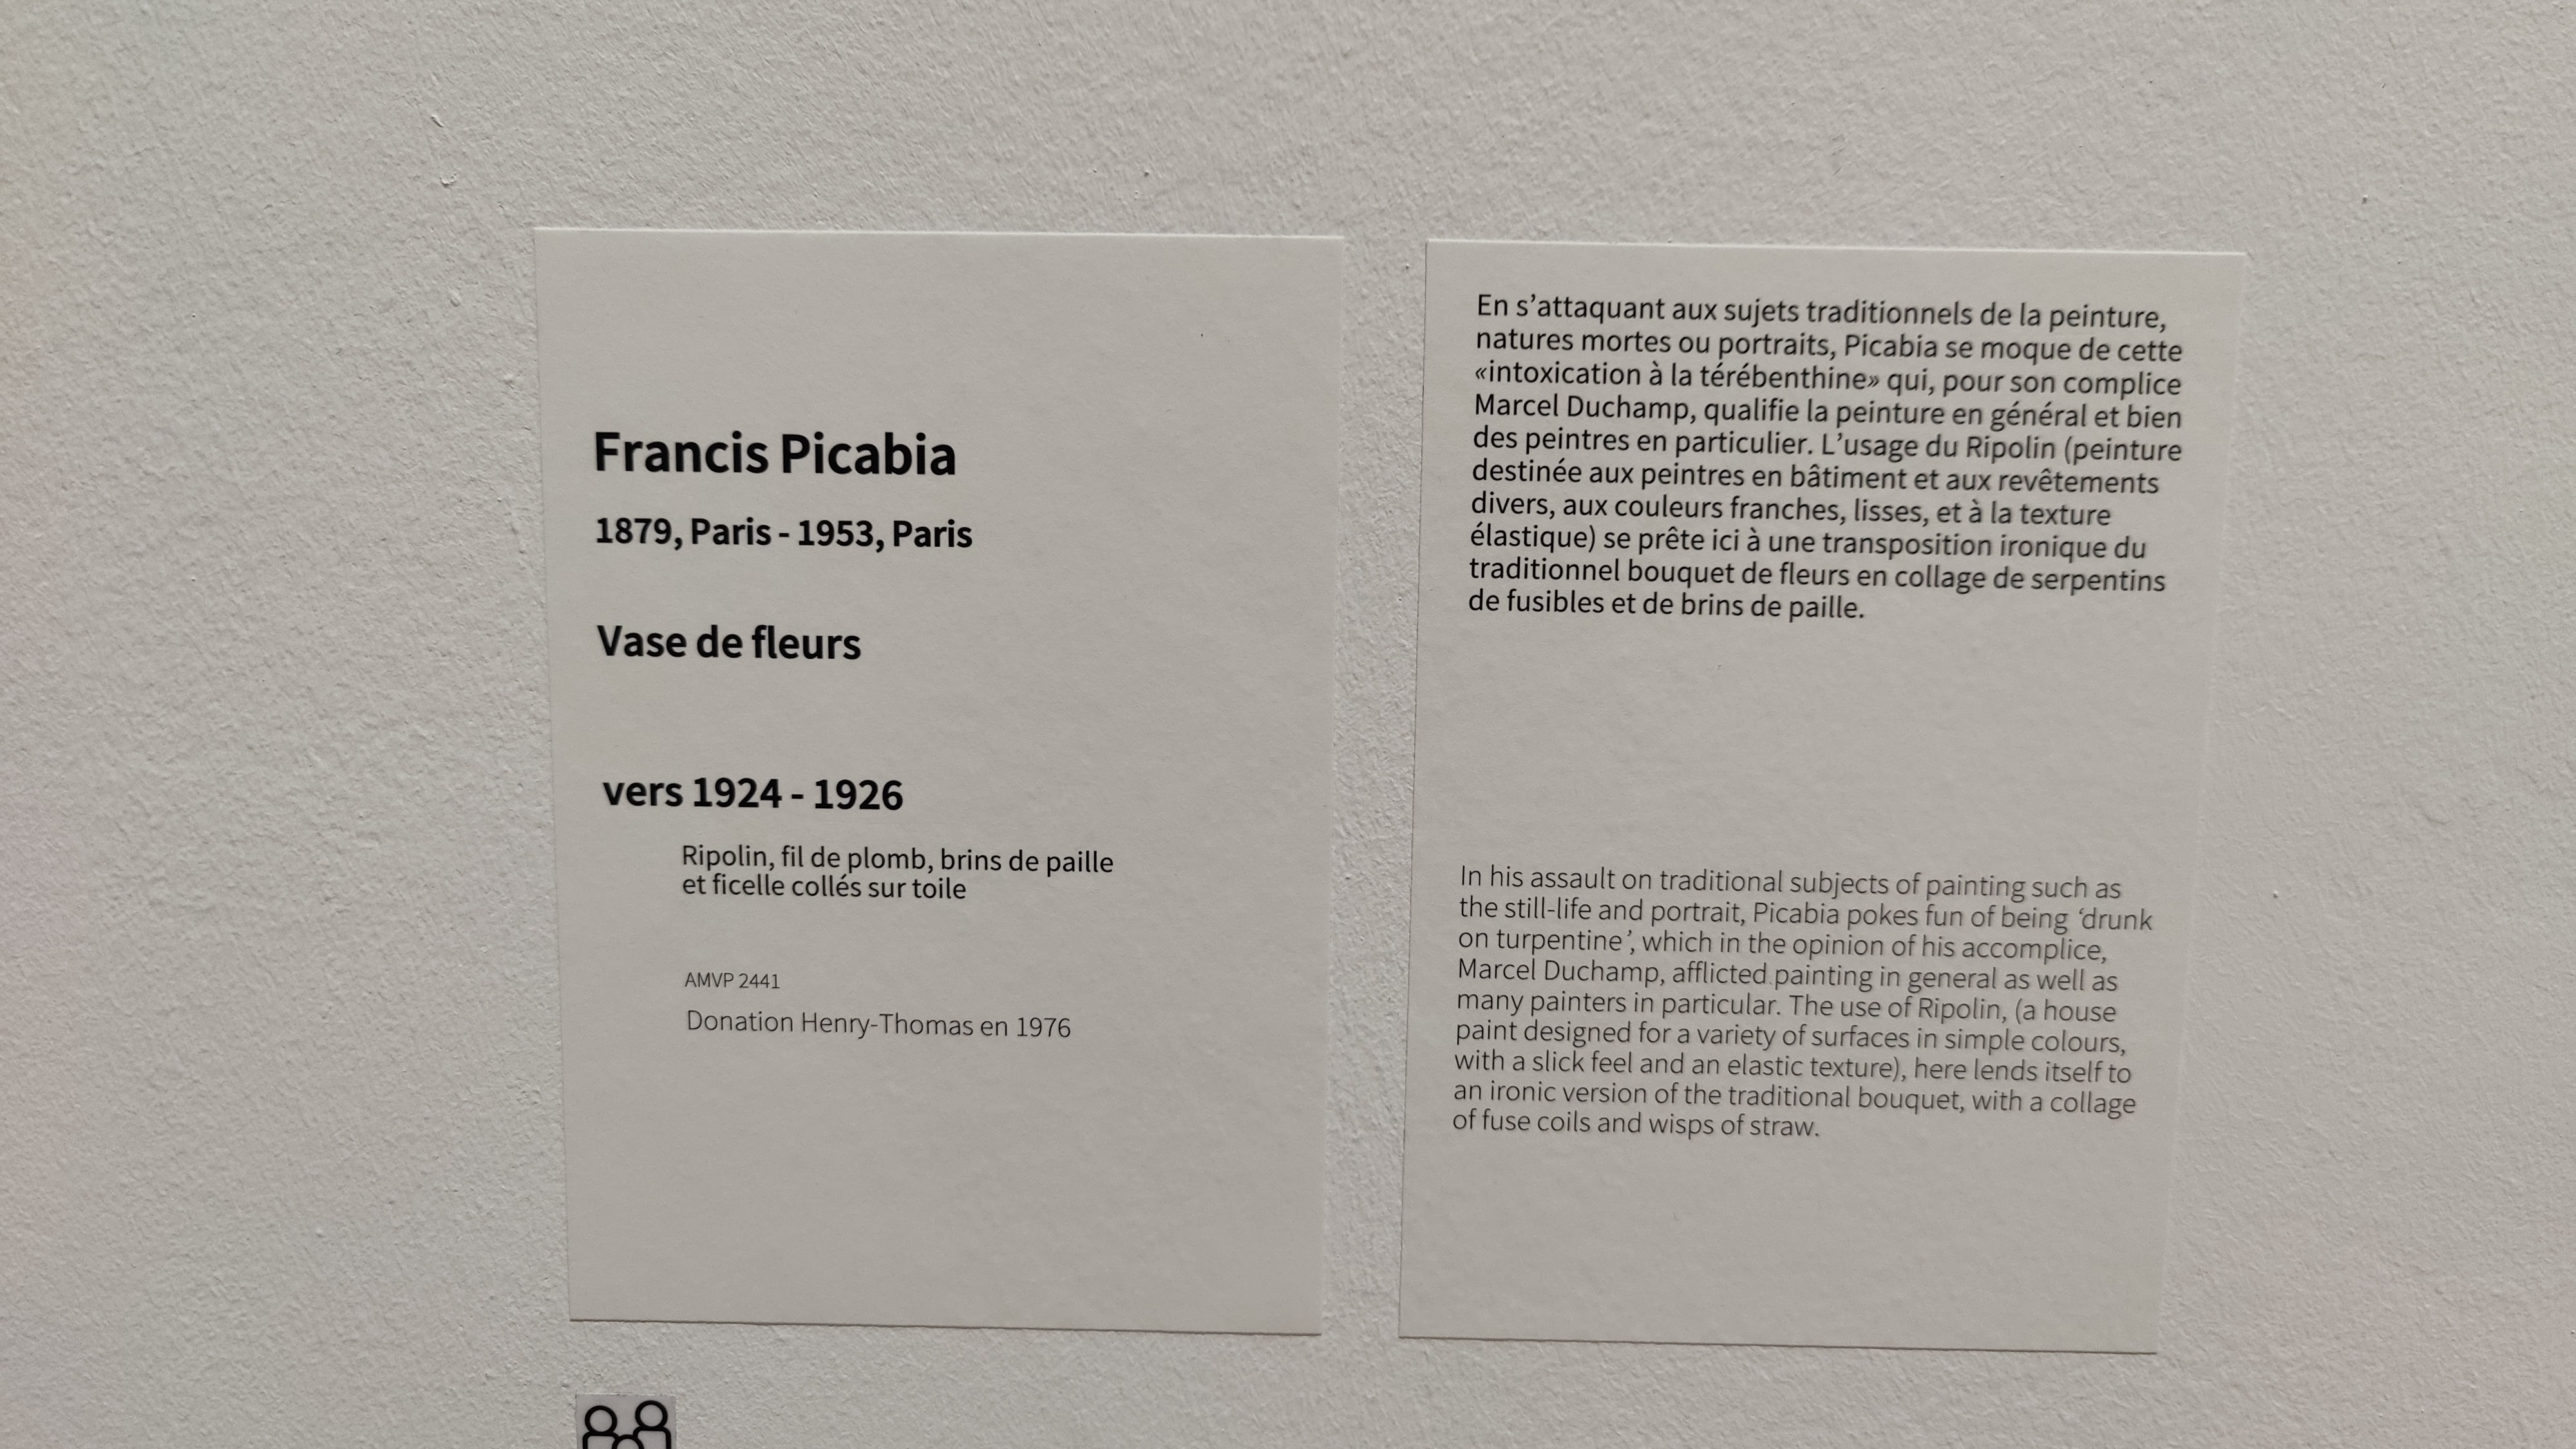 Francis Picabia
1879, Paris - 1953, Paris
Vase de fleurs
vers 1924 - 1926
Ripolin, fil de plomb, brins de paille
et ficelle collés sur toile
AMVP 2441
Donation Henry-Thomas en 1976
En s’attaquant aux sujets traditionnels de la peinture,
natures mortes ou portraits, Picabia se moque de cette
«intoxication à la térébenthine» qui, pour son complice
Marcel Duchamp, qualifie la peinture en général et bien
des peintres en particulier. L’usage du Ripolin (peinture
destinée aux peintres en bâtiment et aux revêtements
divers, aux couleurs franches, lisses, et à la texture
élastique) se prête ici à une transposition ironique du
traditionnel bouquet de fleurs en collage de serpentins
de fusibles et de brins de paille.
In his assault on traditional subjects of painting such as
the still-life and portrait, Picabia pokes fun of being ‘drunk
on turpentine’, which in the opinion of his accomplice,
Marcel Duchamp, afflicted painting in general as well as
many painters in particular. The use of Ripolin, (a house
paint designed for a variety of surfaces in simple colours,
with a slick feel and an elastic texture), here lends itself to
an ironic version of the traditional bouquet, with a collage
of fuse coils and wisps of straw.